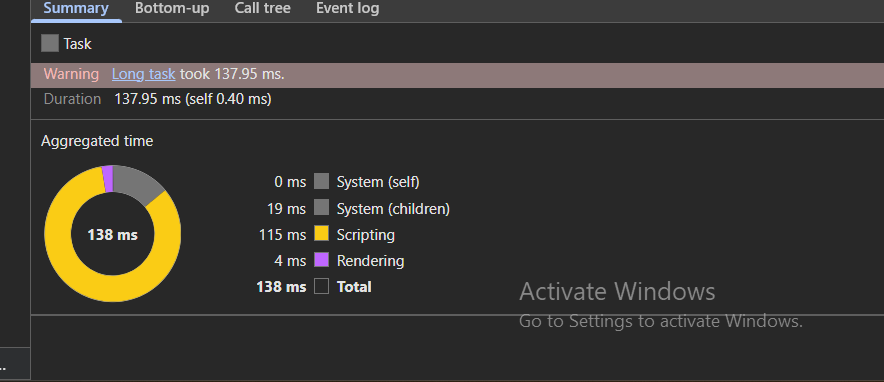 Summary Bottom-up Call tree Event log
Task
Warning Long task took 137.95 ms.
Duration 137.95 ms (self 0.40 ms)
Aggregated time
138 ms
0 ms System (self)
19 ms System (children)
115 ms Scripting
4 ms Rendering
138 ms Total
Activate Windows
Go to Settings to activate Windows.
..